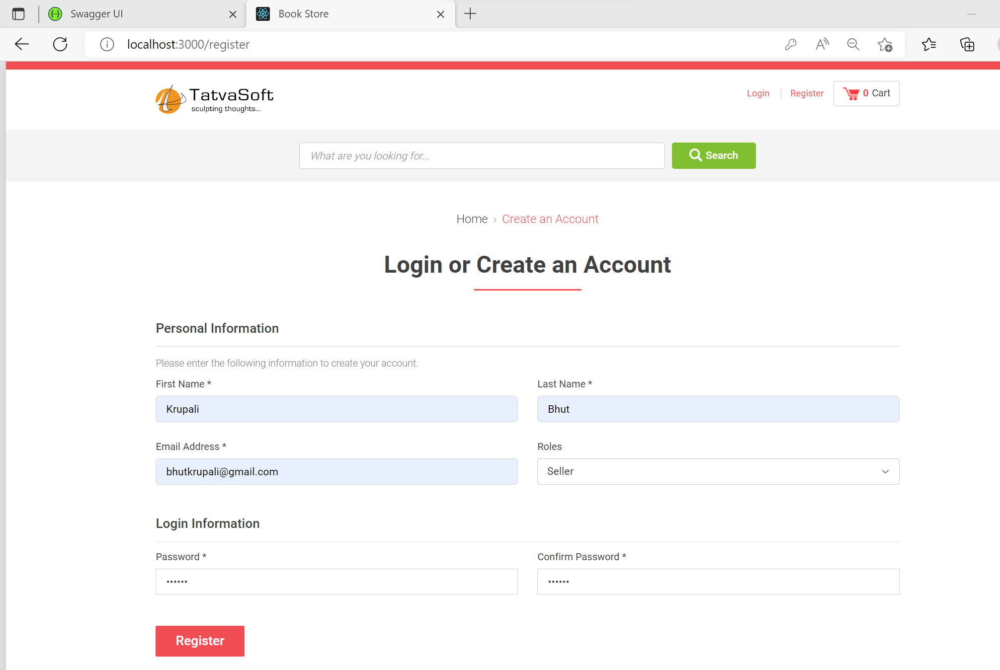 Swagger UI
Book Store
localhost:3000/register
TatvaSoft
sculpting thoughts...
Login
Register
0 Cart
What are you looking for...
Search
Home › Create an Account
Login or Create an Account
Personal Information
Please enter the following information to create your account.
First Name *
Last Name *
Krupali
Bhut
Email Address *
Roles
bhutkrupali@gmail.com
Seller
Login Information
Password *
Confirm Password *
••••••
••••••
Register